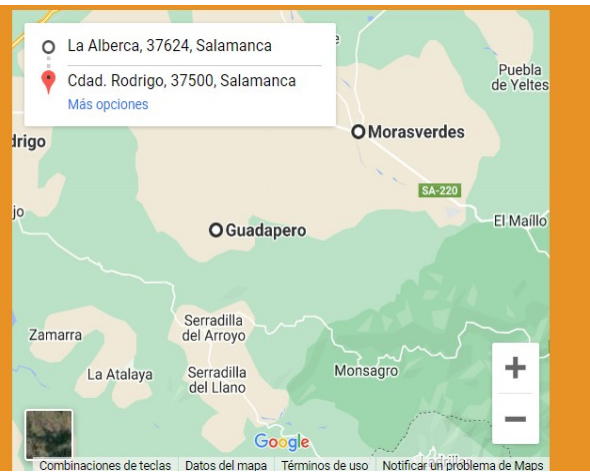 La Alberca, 37624, Salamanca
Cdad. Rodrigo, 37500, Salamanca
Más opciones
Puebla
de Yeltes
Morasverdes
drigo
SA-220
jo
Guadapero
El Maíllo
Serradilla
del Arroyo
Zamarra
Monsagro
La Atalaya
Serradilla
del Llano
Google
Combinaciones de teclas Datos del mapa Términos de uso Notificar un problema de Maps